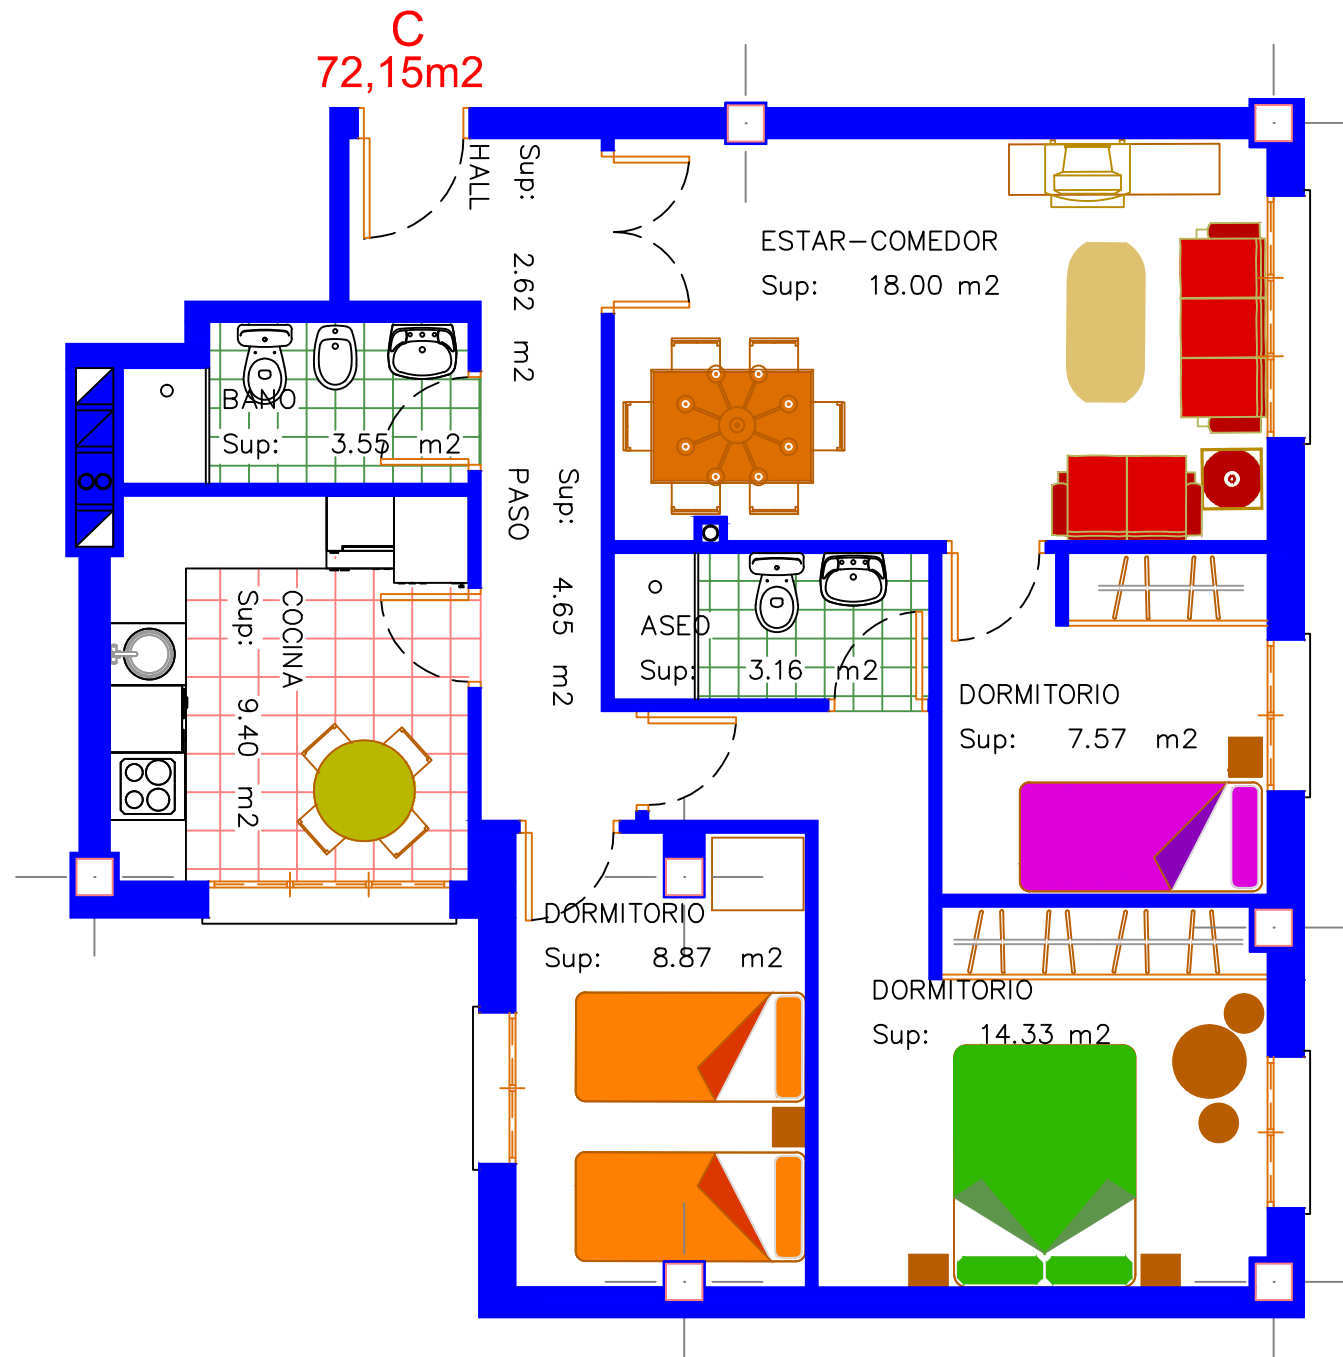 C
72,15m2
HALL
Sup: 2.62 m2
ESTAR-COMEDOR
Sup: 18.00 m2
BANO
Sup: 3.55 m2
PASO
Sup: 4.65 m2
COCINA
Sup: 9.40 m2
ASEO
Sup: 3.16 m2
DORMITORIO
Sup: 7.57 m2
DORMITORIO
Sup: 8.87 m2
DORMITORIO
Sup: 14.33 m2